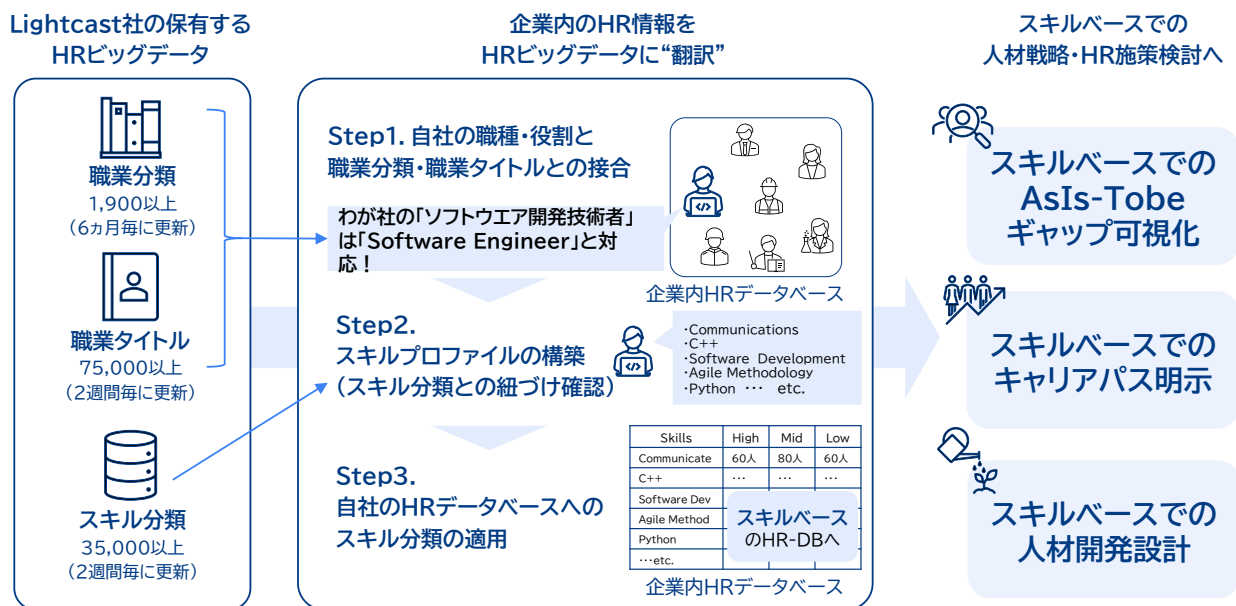 Lightcast社の保有する
HRビッグデータ
職業分類
1,900以上
(6ヵ月毎に更新)
職業タイトル
75,000以上
(2週間毎に更新)
スキル分類
35,000以上
(2週間毎に更新)
企業内のHR情報を
HRビッグデータに“翻訳”
Step1. 自社の職種・役割と
職業分類・職業タイトルとの接合
わが社の「ソフトウエア開発技術者」
は「Software Engineer」と対
応！
企業内HRデータベース
Step2.
スキルプロファイルの構築
(スキル分類との紐づけ確認)
・Communications
・C++
・Software Development
・Agile Methodology
・Python … etc.
Step3.
自社のHRデータベースへの
スキル分類の適用
Skills High Mid Low
Communicate 60人 80人 60人
C++ … … …
Software Dev
Agile Method
Python
…etc.
スキルベース
のHR-DBへ
企業内HRデータベース
スキルベースでの
人材戦略・HR施策検討へ
スキルベースでの
AsIs-Tobe
ギャップ可視化
スキルベースでの
キャリアパス明示
スキルベースでの
人材開発設計